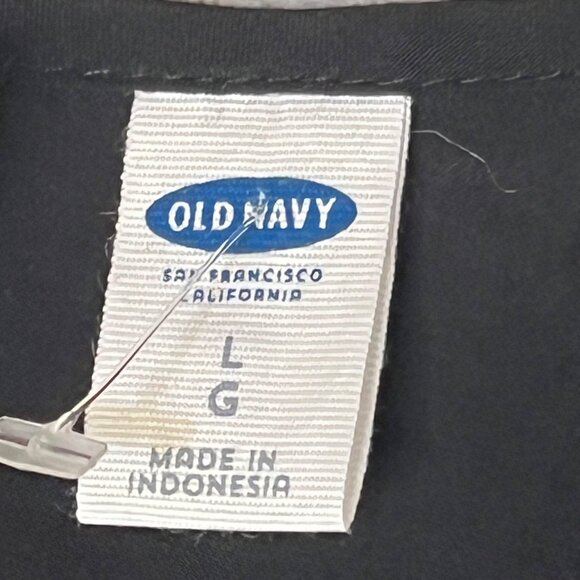 OLD NAVY
SAN FRANCISCO
CALIFORNIA
L
G
MADE IN
INDONESIA